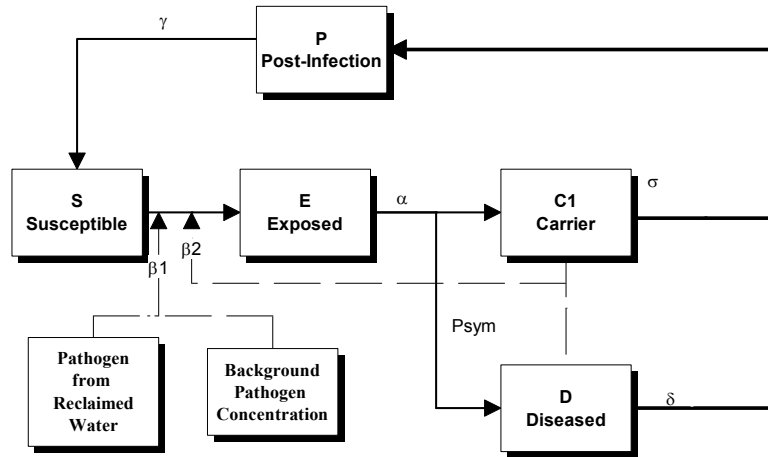 γ
P
Post-Infection
S
Susceptible
E
Exposed
α
C1
Carrier
σ
β1
β2
Pathogen
from
Reclaimed
Water
Background
Pathogen
Concentration
Psym
D
Diseased
δ